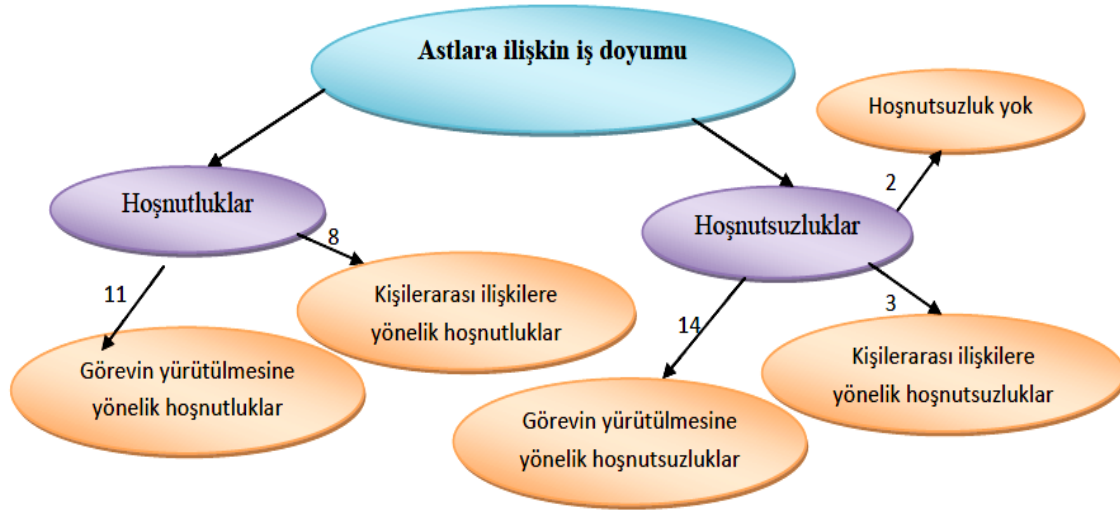 Astlara ilişkin iş doyumu
Hoşnutsuzluk yok
2
Hoşnutluklar
Hoşnutsuzluklar
8
11
Kişilerarası ilişkilere
yönelik hoşnutluklar
3
14
Görevin yürütülmesine
yönelik hoşnutluklar
Kişilerarası ilişkilere
yönelik hoşnutsuzluklar
Görevin yürütülmesine
yönelik hoşnutsuzluklar